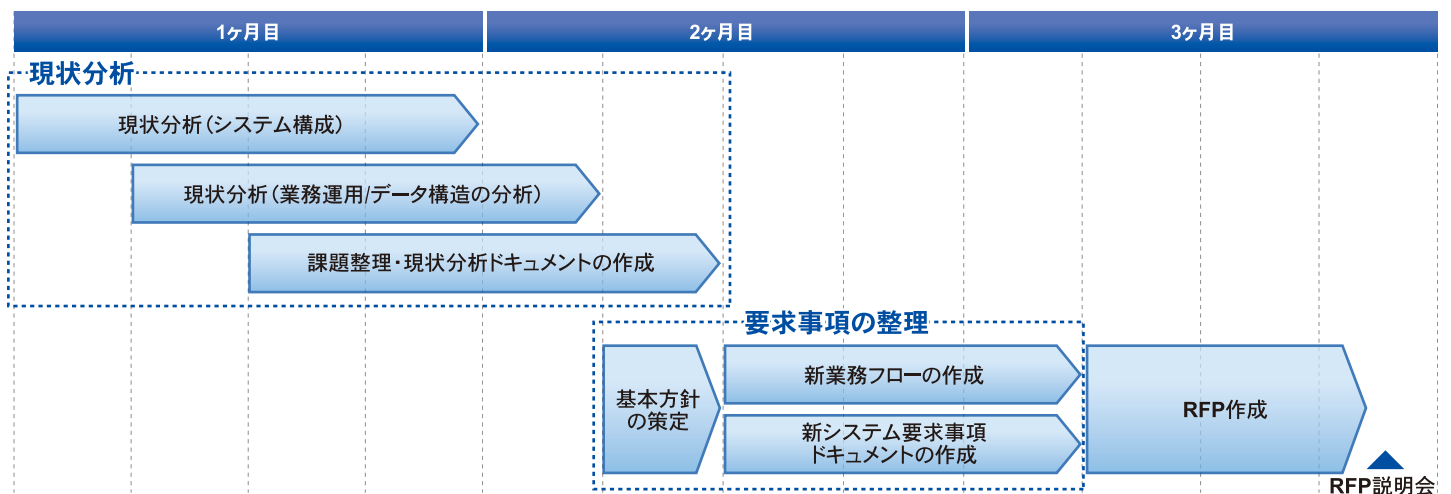 1ヶ月目
2ヶ月目
3ヶ月目
現状分析
現状分析(システム構成)
現状分析(業務運用/データ構造の分析)
課題整理・現状分析ドキュメントの作成
要求事項の整理
基本方針
の策定
新業務フローの作成
新システム要求事項
ドキュメントの作成
RFP作成
RFP説明会